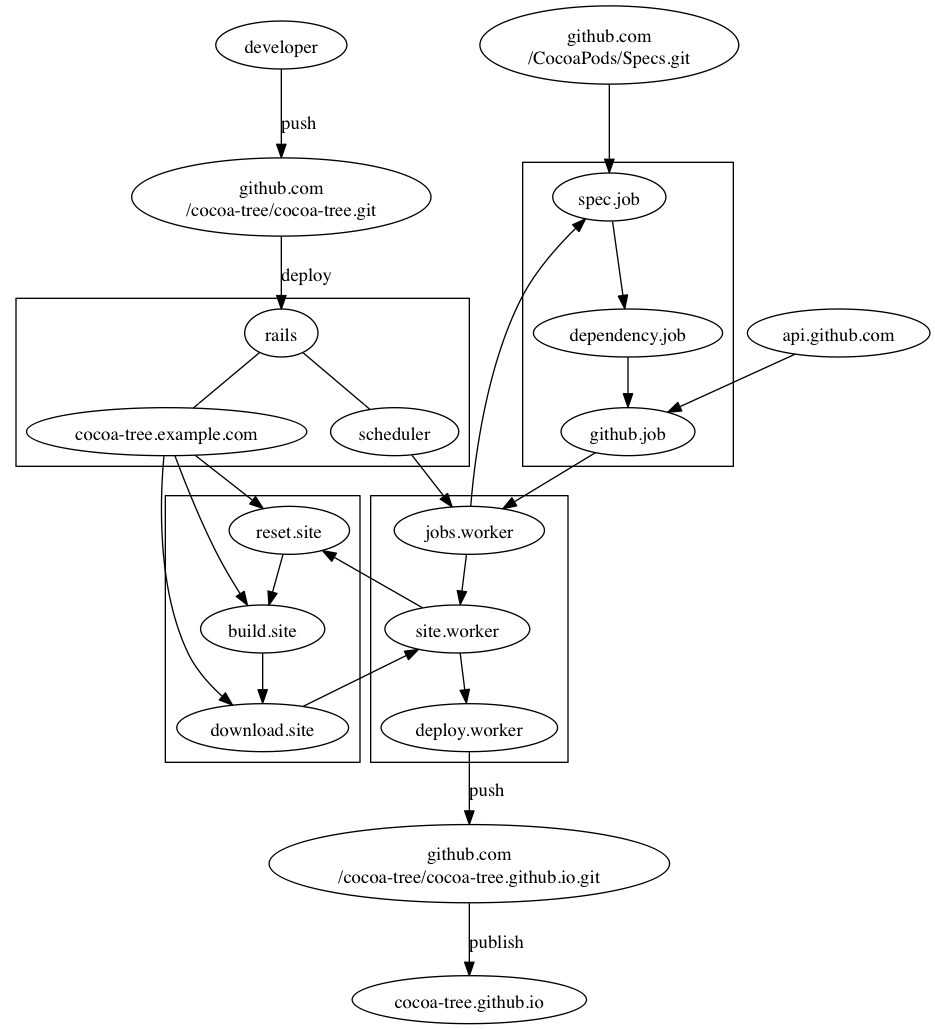 developer
github.com
/CocoaPods/Specs.git
push
github.com
/cocoa-tree/cocoa-tree.git
spec.job
deploy
rails
dependency.job
api.github.com
cocoa-tree.example.com
scheduler
github.job
reset.site
jobs.worker
build.site
site.worker
download.site
deploy.worker
push
github.com
/cocoa-tree/cocoa-tree.github.io.git
publish
cocoa-tree.github.io